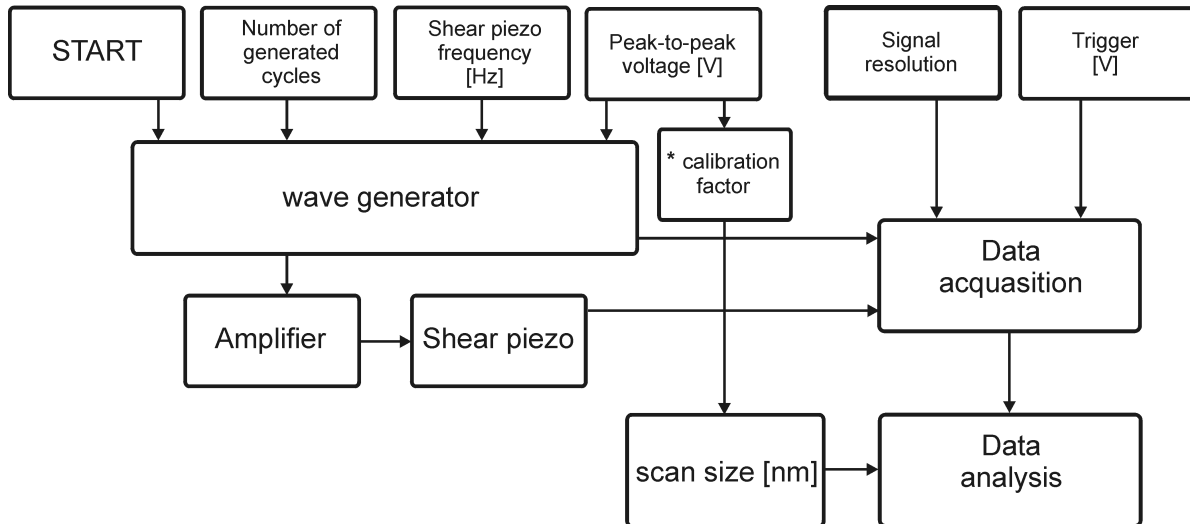 START
Number of
generated
cycles
Shear piezo
frequency
[Hz]
Peak-to-peak
voltage [V]
Signal
resolution
Trigger
[V]
wave generator
* calibration
factor
Data
acquasition
Amplifier
Shear piezo
scan size [nm]
Data
analysis